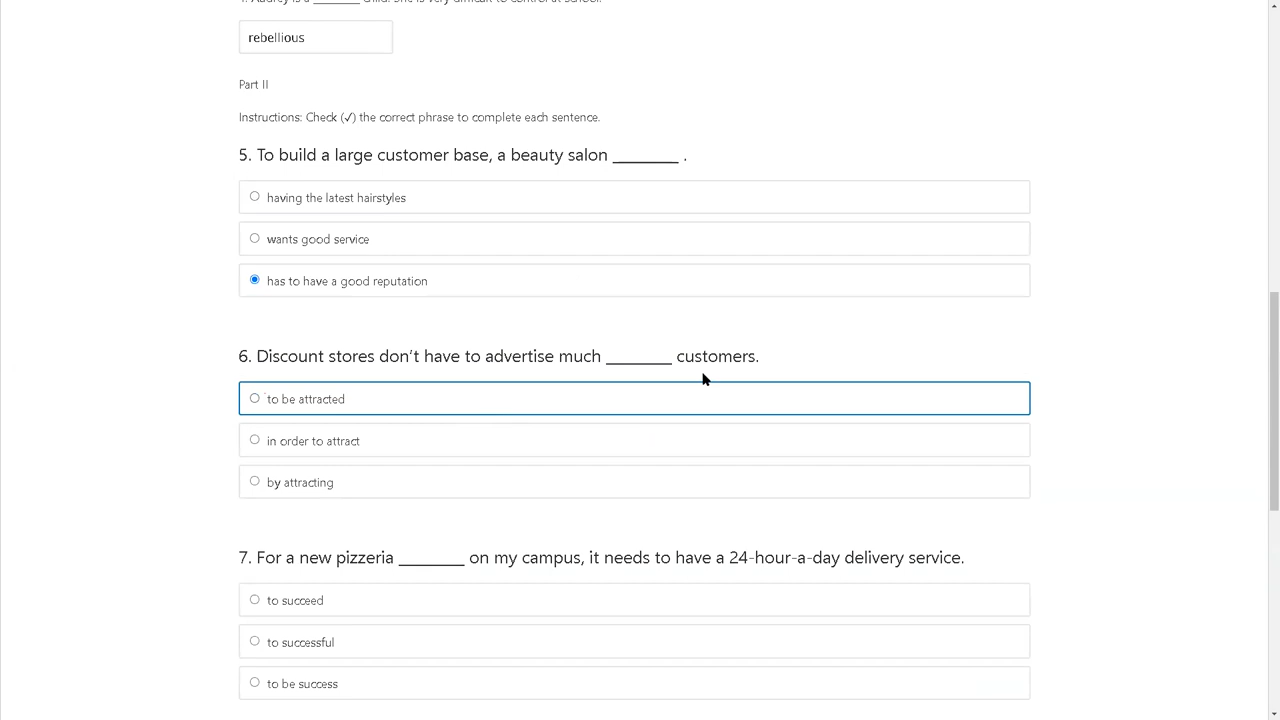 rebellious
Part II
Instructions: Check (✓) the correct phrase to complete each sentence.
5. To build a large customer base, a beauty salon ________ .
having the latest hairstyles
wants good service
has to have a good reputation
6. Discount stores don’t have to advertise much ________ customers.
to be attracted
in order to attract
by attracting
7. For a new pizzeria ________ on my campus, it needs to have a 24-hour-a-day delivery service.
to succeed
to successful
to be success